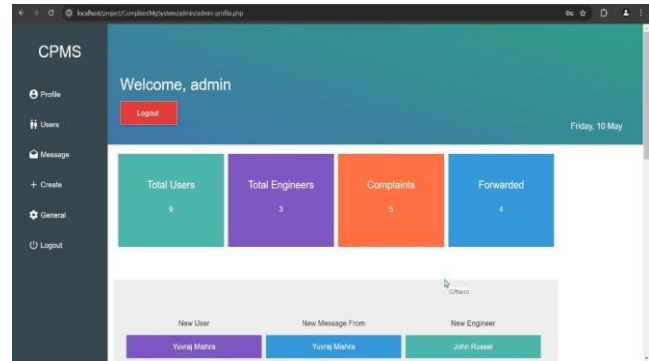 localhost/project/ComplaintMgSystem/admin/admin-profile.php
CPMS
Profile
Users
Message
Create
General
Logout
Welcome, admin
Logout
Friday, 10 May
Total Users
9
Total Engineers
3
Complaints
5
Forwarded
4
New User
New Message From
New Engineer
Yuvraj Mishra
Yuvraj Mishra
John Russel